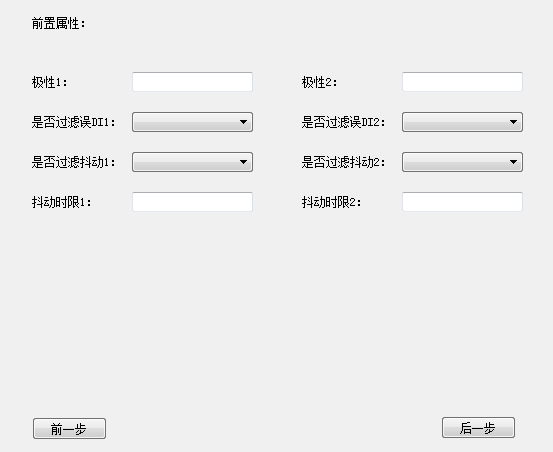 前置属性：
极性1： 极性2：
是否过滤误DI1： 是否过滤误DI2：
是否过滤抖动1： 是否过滤抖动2：
抖动时限1： 抖动时限2：
前一步 后一步